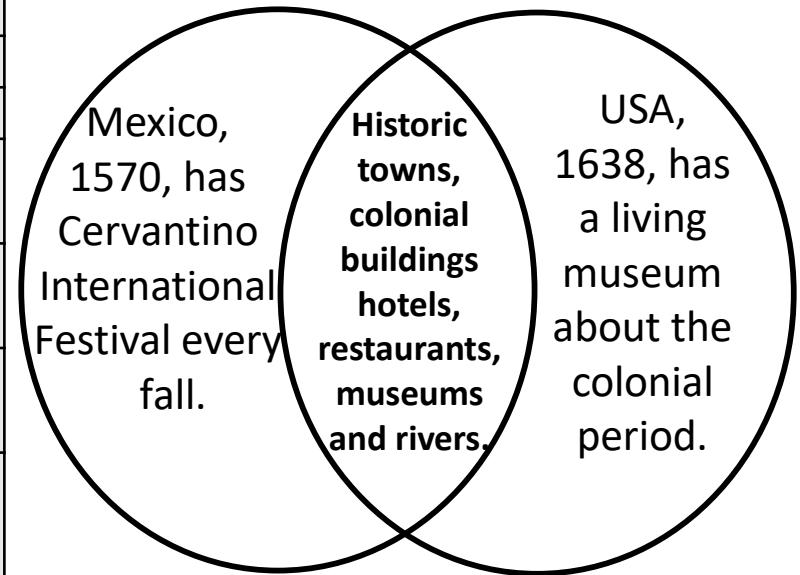 Mexico,
1570, has
Cervantino
International
Festival every
fall.
Historic
towns,
colonial
buildings
hotels,
restaurants,
museums
and rivers.
USA,
1638, has
a living
museum
about the
colonial
period.